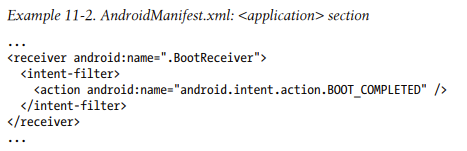 Example 11-2. AndroidManifest.xml: <application> section
...
<receiver android:name=".BootReceiver">
  <intent-filter>
    <action android:name="android.intent.action.BOOT_COMPLETED" />
  </intent-filter>
</receiver>
...